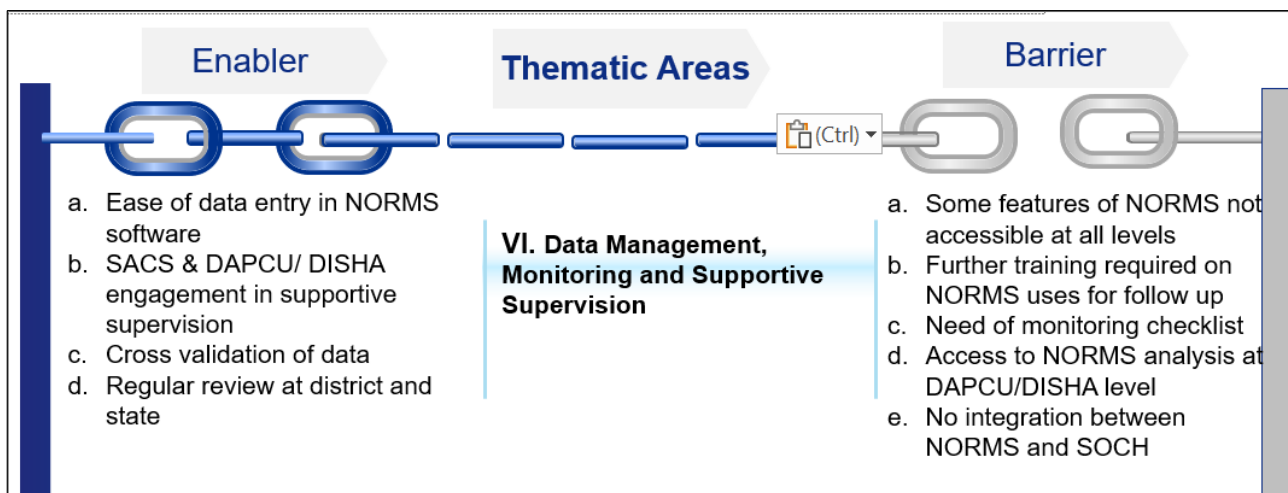 Enabler
Thematic Areas
Barrier
(Ctrl)
a. Ease of data entry in NORMS
software
b. SACS & DAPCU/ DISHA
engagement in supportive
supervision
c. Cross validation of data
d. Regular review at district and
state
VI. Data Management,
Monitoring and Supportive
Supervision
a. Some features of NORMS not
accessible at all levels
b. Further training required on
NORMS uses for follow up
c. Need of monitoring checklist
d. Access to NORMS analysis at
DAPCU/DISHA level
e. No integration between
NORMS and SOCH